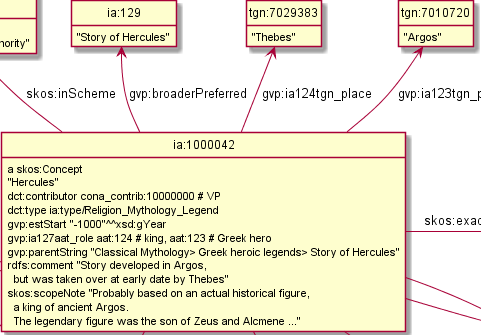 ia:129
tgn:7029383
tgn:7010720
nority"
"Story of Hercules"
"Thebes"
"Argos"
skos:inScheme
gvp:broaderPreferred
gvp:ia124tgn_place
gvp:ia123tgn_p
ia:1000042
a skos:Concept
"Hercules"
dct:contributor cona_contrib:10000000 # VP
dct:type ia:type/Religion_Mythology_Legend
gvp:estStart "-1000"^^xsd:gYear
gvp:ia127aat_role aat:124 # king, aat:123 # Greek hero
gvp:parentString "Classical Mythology> Greek heroic legends> Story of Hercules"
rdfs:comment "Story developed in Argos,
but was taken over at early date by Thebes"
skos:scopeNote "Probably based on an actual historical figure,
a king of ancient Argos.
The legendary figure was the son of Zeus and Alcmene ..."
skos:exac